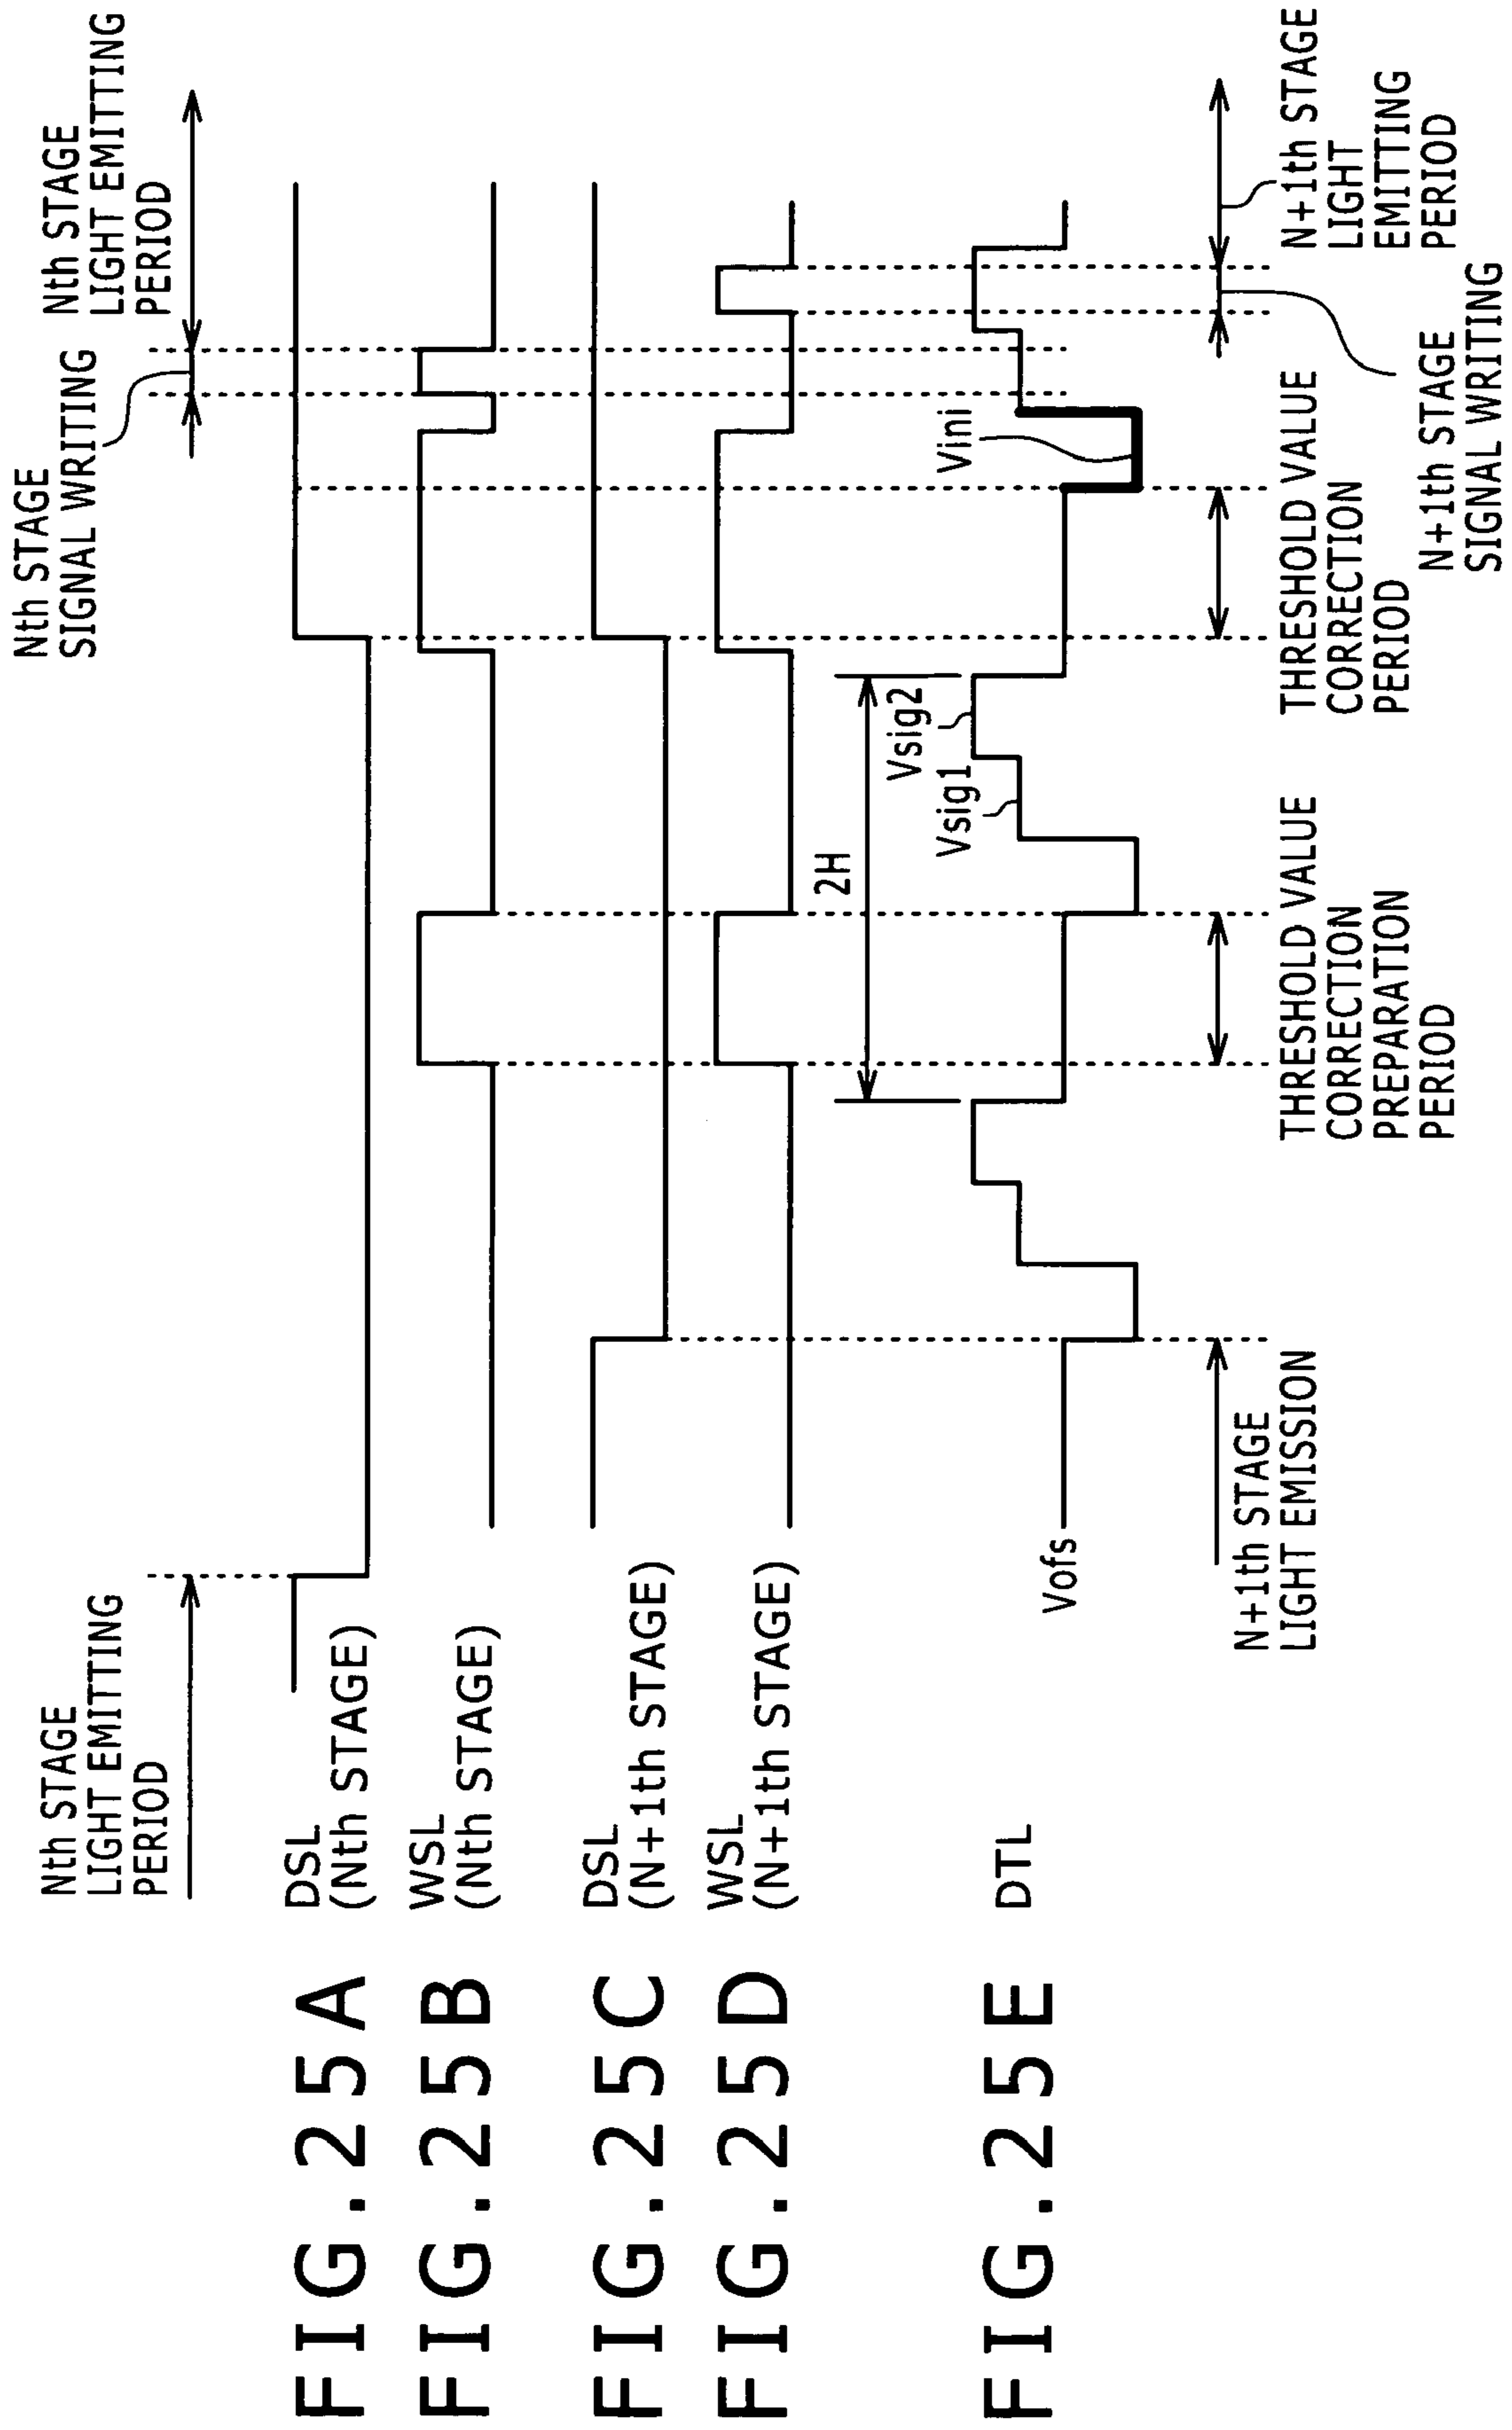 Nth STAGE
LIGHT EMITTING
PERIOD
Nth STAGE
SIGNAL WRITING
Nth STAGE
LIGHT EMITTING
PERIOD
FIG.25A
DSL
(Nth STAGE)
FIG.25B
WSL
(Nth STAGE)
FIG.25C
DSL
(N+1th STAGE)
FIG.25D
WSL
(N+1th STAGE)
2H
FIG.25E
DTL
Vofs
Vsig1
Vsig2
Vini
N+1th STAGE
LIGHT EMISSION
THRESHOLD VALUE
CORRECTION
PREPARATION
PERIOD
THRESHOLD VALUE
CORRECTION
PERIOD
N+1th STAGE
SIGNAL WRITING
N+1th STAGE
LIGHT
EMITTING
PERIOD